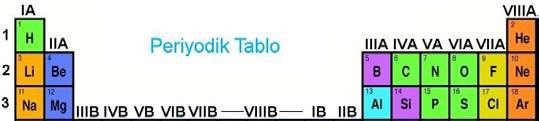 IA VIIIA
1 1 H Periyodik Tablo 2 He
IIA IIIA IVA VA VIA VIIA
2 3 Li 4 Be 5 B 6 C 7 N 8 O 9 F 10 Ne
3 11 Na 12 Mg IIIB IVB VB VIB VIIB VIIIB IB IIB 13 Al 14 Si 15 P 16 S 17 Cl 18 Ar